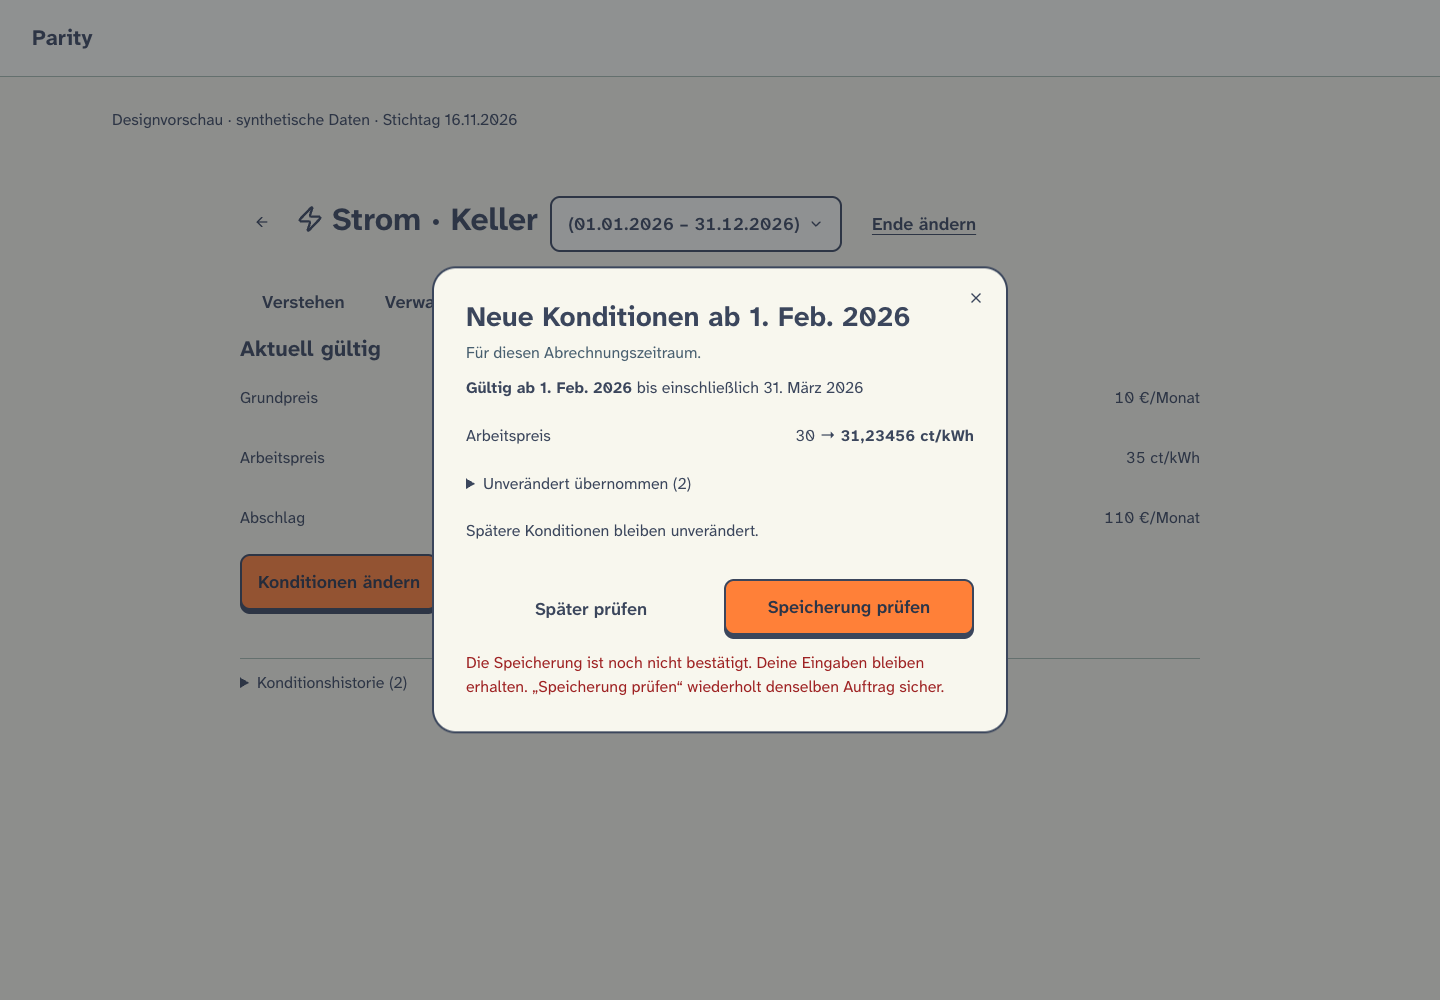 Parity
Designvorschau · synthetische Daten · Stichtag 16.11.2026
Strom · Keller
(01.01.2026 – 31.12.2026)
Ende ändern
Verstehen
Aktuell gültig
Grundpreis
10 €/Monat
Arbeitspreis
35 ct/kWh
Abschlag
110 €/Monat
Konditionen ändern
Konditionshistorie (2)
Neue Konditionen ab 1. Feb. 2026
Für diesen Abrechnungszeitraum.
Gültig ab 1. Feb. 2026 bis einschließlich 31. März 2026
Arbeitspreis
30 → 31,23456 ct/kWh
Unverändert übernommen (2)
Spätere Konditionen bleiben unverändert.
Später prüfen
Speicherung prüfen
Die Speicherung ist noch nicht bestätigt. Deine Eingaben bleiben
erhalten. „Speicherung prüfen“ wiederholt denselben Auftrag sicher.